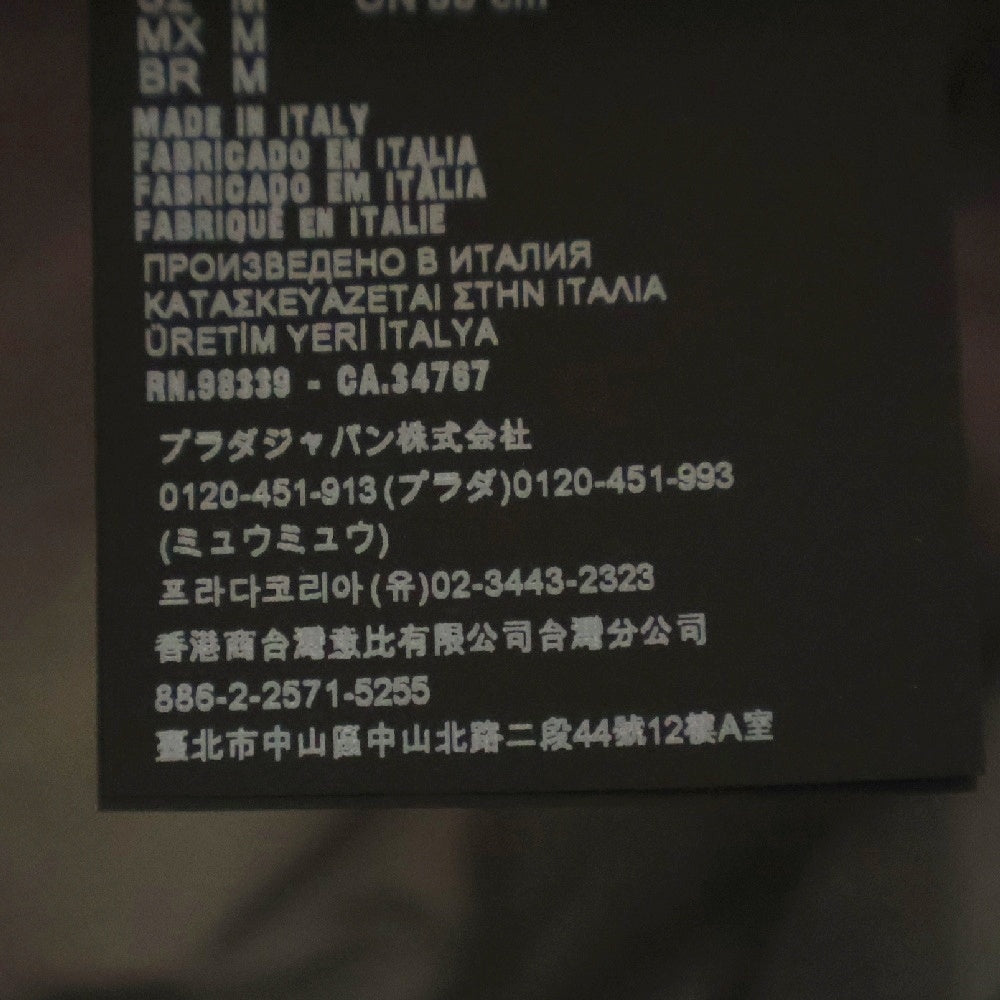 MX M
BR M
MADE IN ITALY
FABRICADO EN ITALIA
FABRICADO EM ITÁLIA
FABRIQUÉ EN ITALIE
ПРОИЗВЕДЕНО В ИТАЛИЯ
ΚΑΤΑΣΚΕΥΑΖΕΤΑΙ ΣΤΗΝ ΙΤΑΛΙΑ
ÜRETİM YERİ İTALYA
RN.98339 - CA.34767
プラダジャパン株式会社
0120-451-913(プラダ)0120-451-993
(ミュウミュウ)
프라다코리아(유)02-3443-2323
香港商台灣意比有限公司台灣分公司
886-2-2571-5255
臺北市中山區中山北路二段44號12樓A室